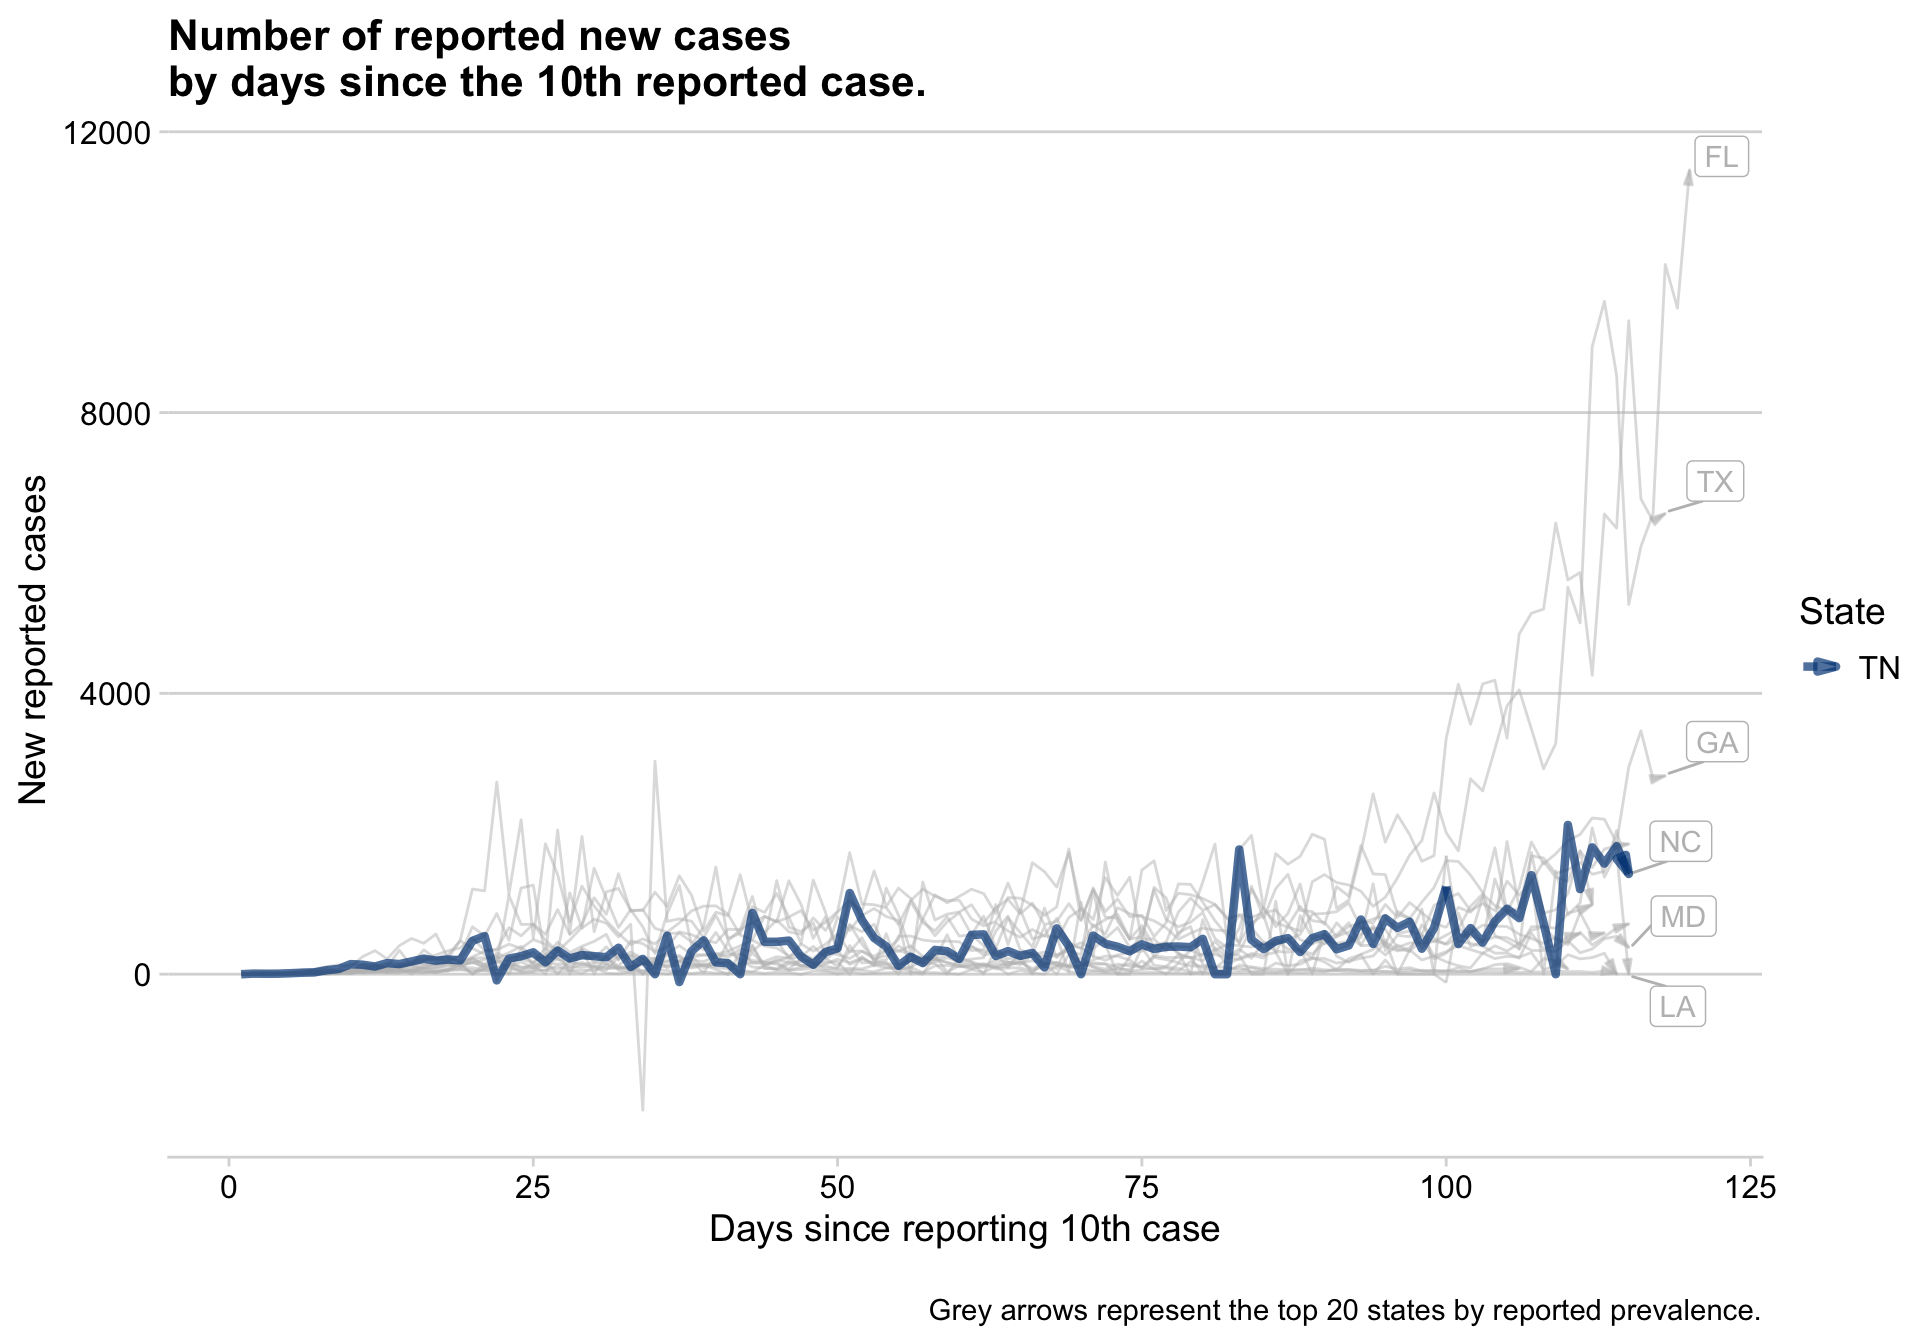 Number of reported new cases
by days since the 10th reported case.
12000
8000
4000
0
New reported cases
FL
TX
GA
NC
MD
LA
State
TN
0
25
50
75
100
125
Days since reporting 10th case
Grey arrows represent the top 20 states by reported prevalence.